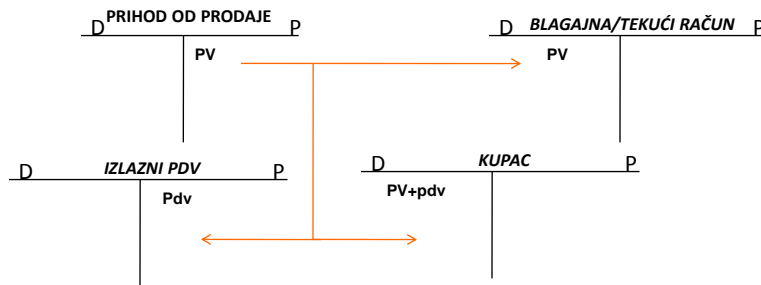 D PRIHOD OD PRODAJE P
PV
D BLAGAJNA/TEKUĆI RAČUN P
PV
D IZLAZNI PDV P
Pdv
D KUPAC P
PV+pdv